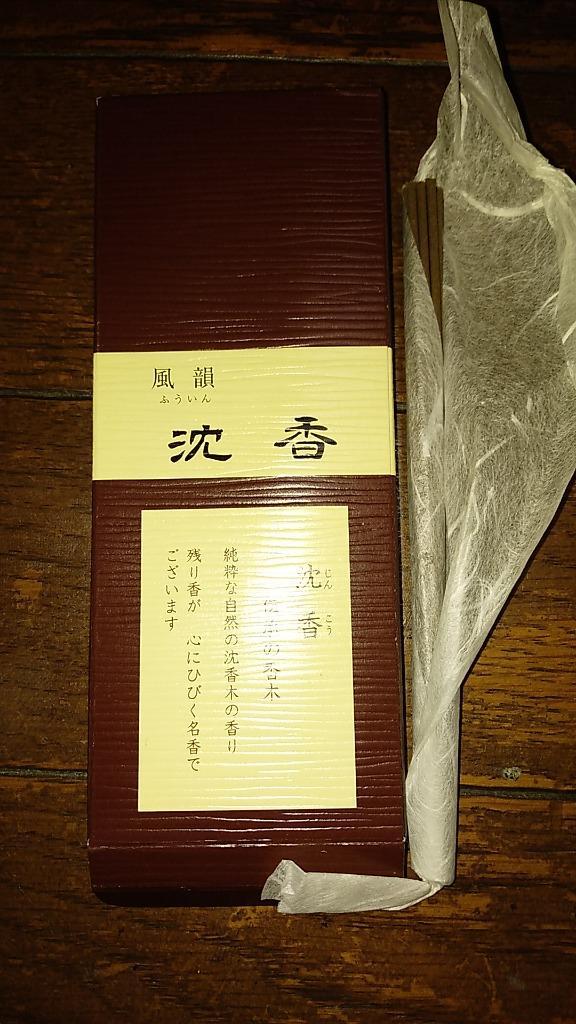 風韻
ふういん
沈香
沈香
じんこう
の香木
純粋な自然の沈香木の香り
残り香が 心にひびく名香で
ございます